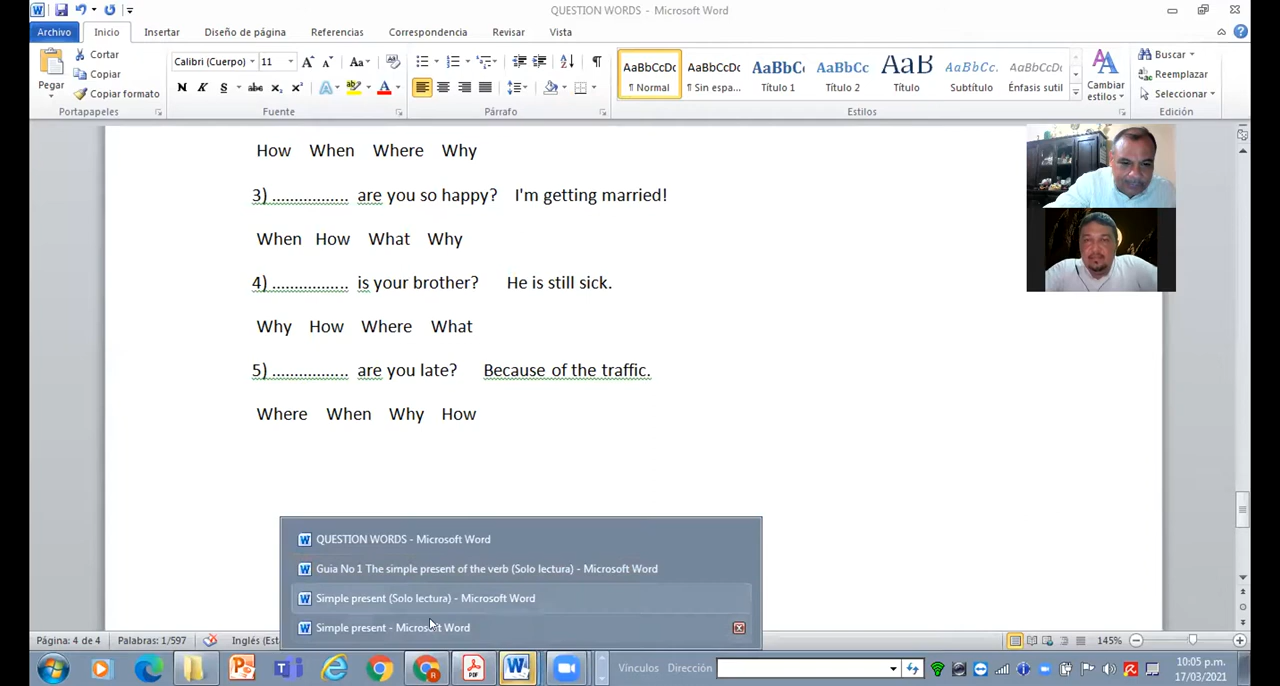 QUESTION WORDS - Microsoft Word
Archivo Inicio Insertar Diseño de página Referencias Correspondencia Revisar Vista
Pegar
Cortar
Copiar
Copiar formato
Portapapeles
Calibri (Cuerpo) 11
Fuente
Párrafo
AaBbCcDc AaBbCcDc AaBbC AaBbCc AaB AaBbCc. AaBbCcDc
¶ Normal ¶ Sin espa... Título 1 Título 2 Título Subtítulo Énfasis sutil
Cambiar estilos
Estilos
Buscar
Reemplazar
Seleccionar
Edición
How When Where Why
3) ................. are you so happy? I'm getting married!
When How What Why
4) ................. is your brother? He is still sick.
Why How Where What
5) ................. are you late? Because of the traffic.
Where When Why How
QUESTION WORDS - Microsoft Word
Guia No 1 The simple present of the verb (Solo lectura) - Microsoft Word
Simple present (Solo lectura) - Microsoft Word
Simple present - Microsoft Word
Página: 4 de 4 Palabras: 1/597 Inglés (Est 145%
Vínculos Dirección
10:05 p.m.
17/03/2021